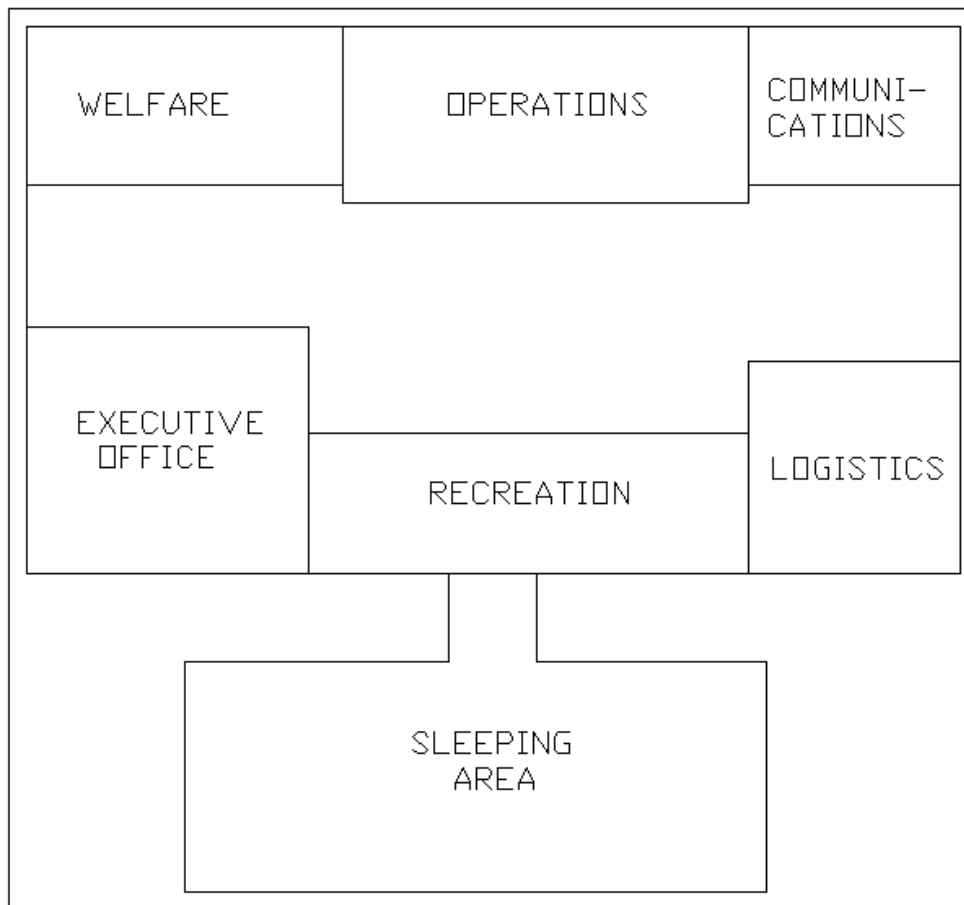 WELFARE
OPERATIONS
COMMUNI-
CATIONS
EXECUTIVE
OFFICE
RECREATION
LOGISTICS
SLEEPING
AREA